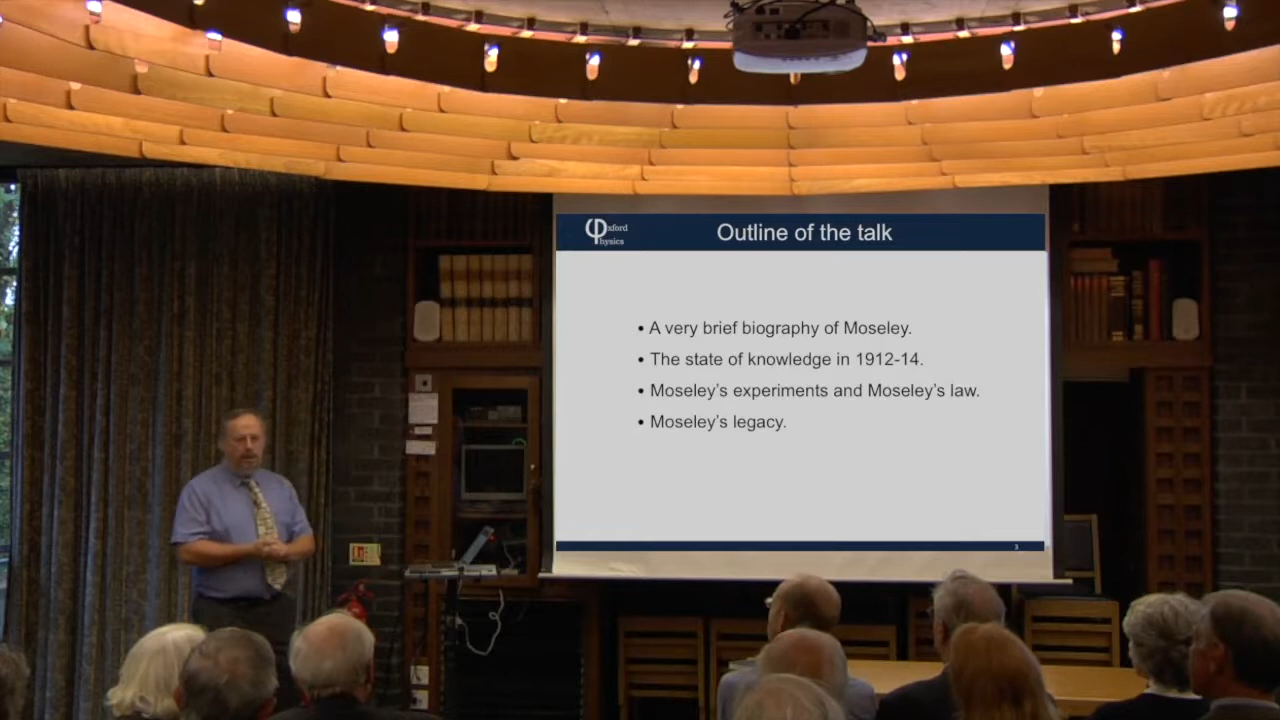 Oxford
Physics
Outline of the talk
• A very brief biography of Moseley.
• The state of knowledge in 1912-14.
• Moseley's experiments and Moseley's law.
• Moseley's legacy.
3